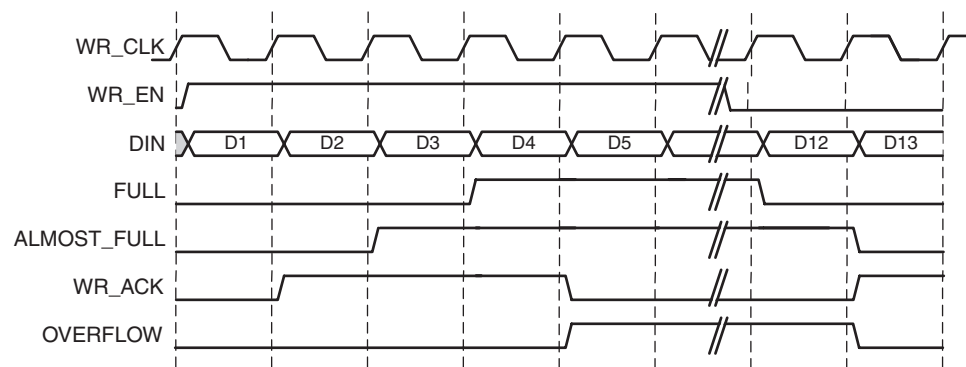 WR_CLK
WR_EN
DIN D1 D2 D3 D4 D5 D12 D13
FULL
ALMOST_FULL
WR_ACK
OVERFLOW